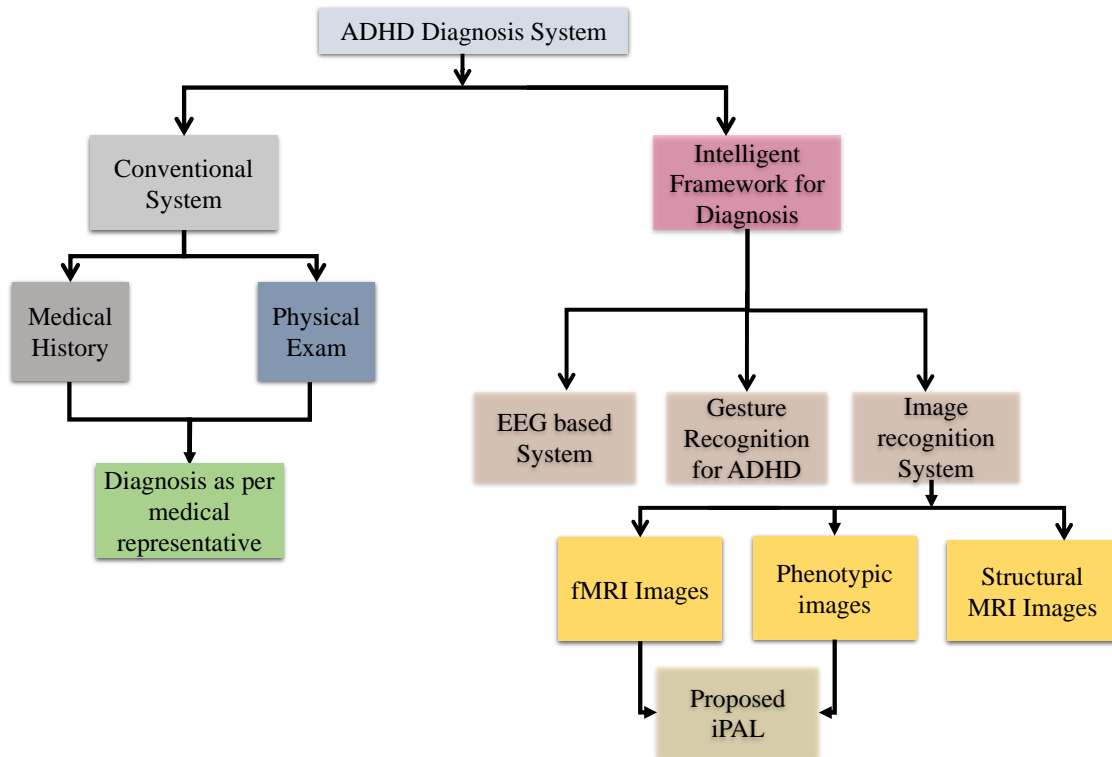 ADHD Diagnosis System
Conventional
System
Intelligent
Framework for
Diagnosis
Medical
History
Physical
Exam
EEG based
System
Gesture
Recognition
for ADHD
Image
recognition
System
Diagnosis as per
medical
representative
fMRI Images
Phenotypic
images
Structural
MRI Images
Proposed
iPAL